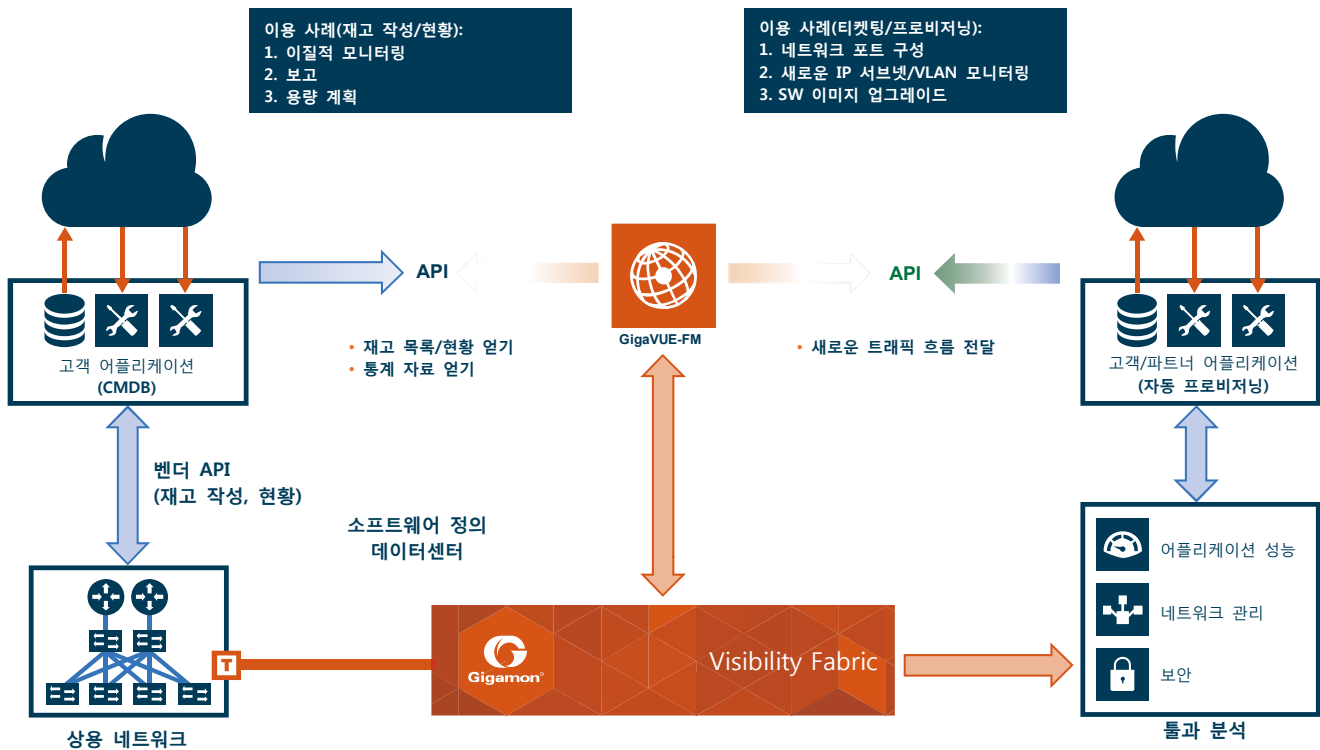 이용 사례(재고 작성/현황):
1. 이질적 모니터링
2. 보고
3. 용량 계획
이용 사례(티켓팅/프로비저닝):
1. 네트워크 포트 구성
2. 새로운 IP 서브넷/VLAN 모니터링
3. SW 이미지 업그레이드
API
API
GigaVUE-FM
• 재고 목록/현황 얻기
• 통계 자료 얻기
• 새로운 트래픽 흐름 전달
고객 어플리케이션
(CMDB)
고객/파트너 어플리케이션
(자동 프로비저닝)
벤더 API
(재고 작성, 현황)
소프트웨어 정의
데이터센터
어플리케이션 성능
네트워크 관리
보안
T
Gigamon®
Visibility Fabric
상용 네트워크
툴과 분석